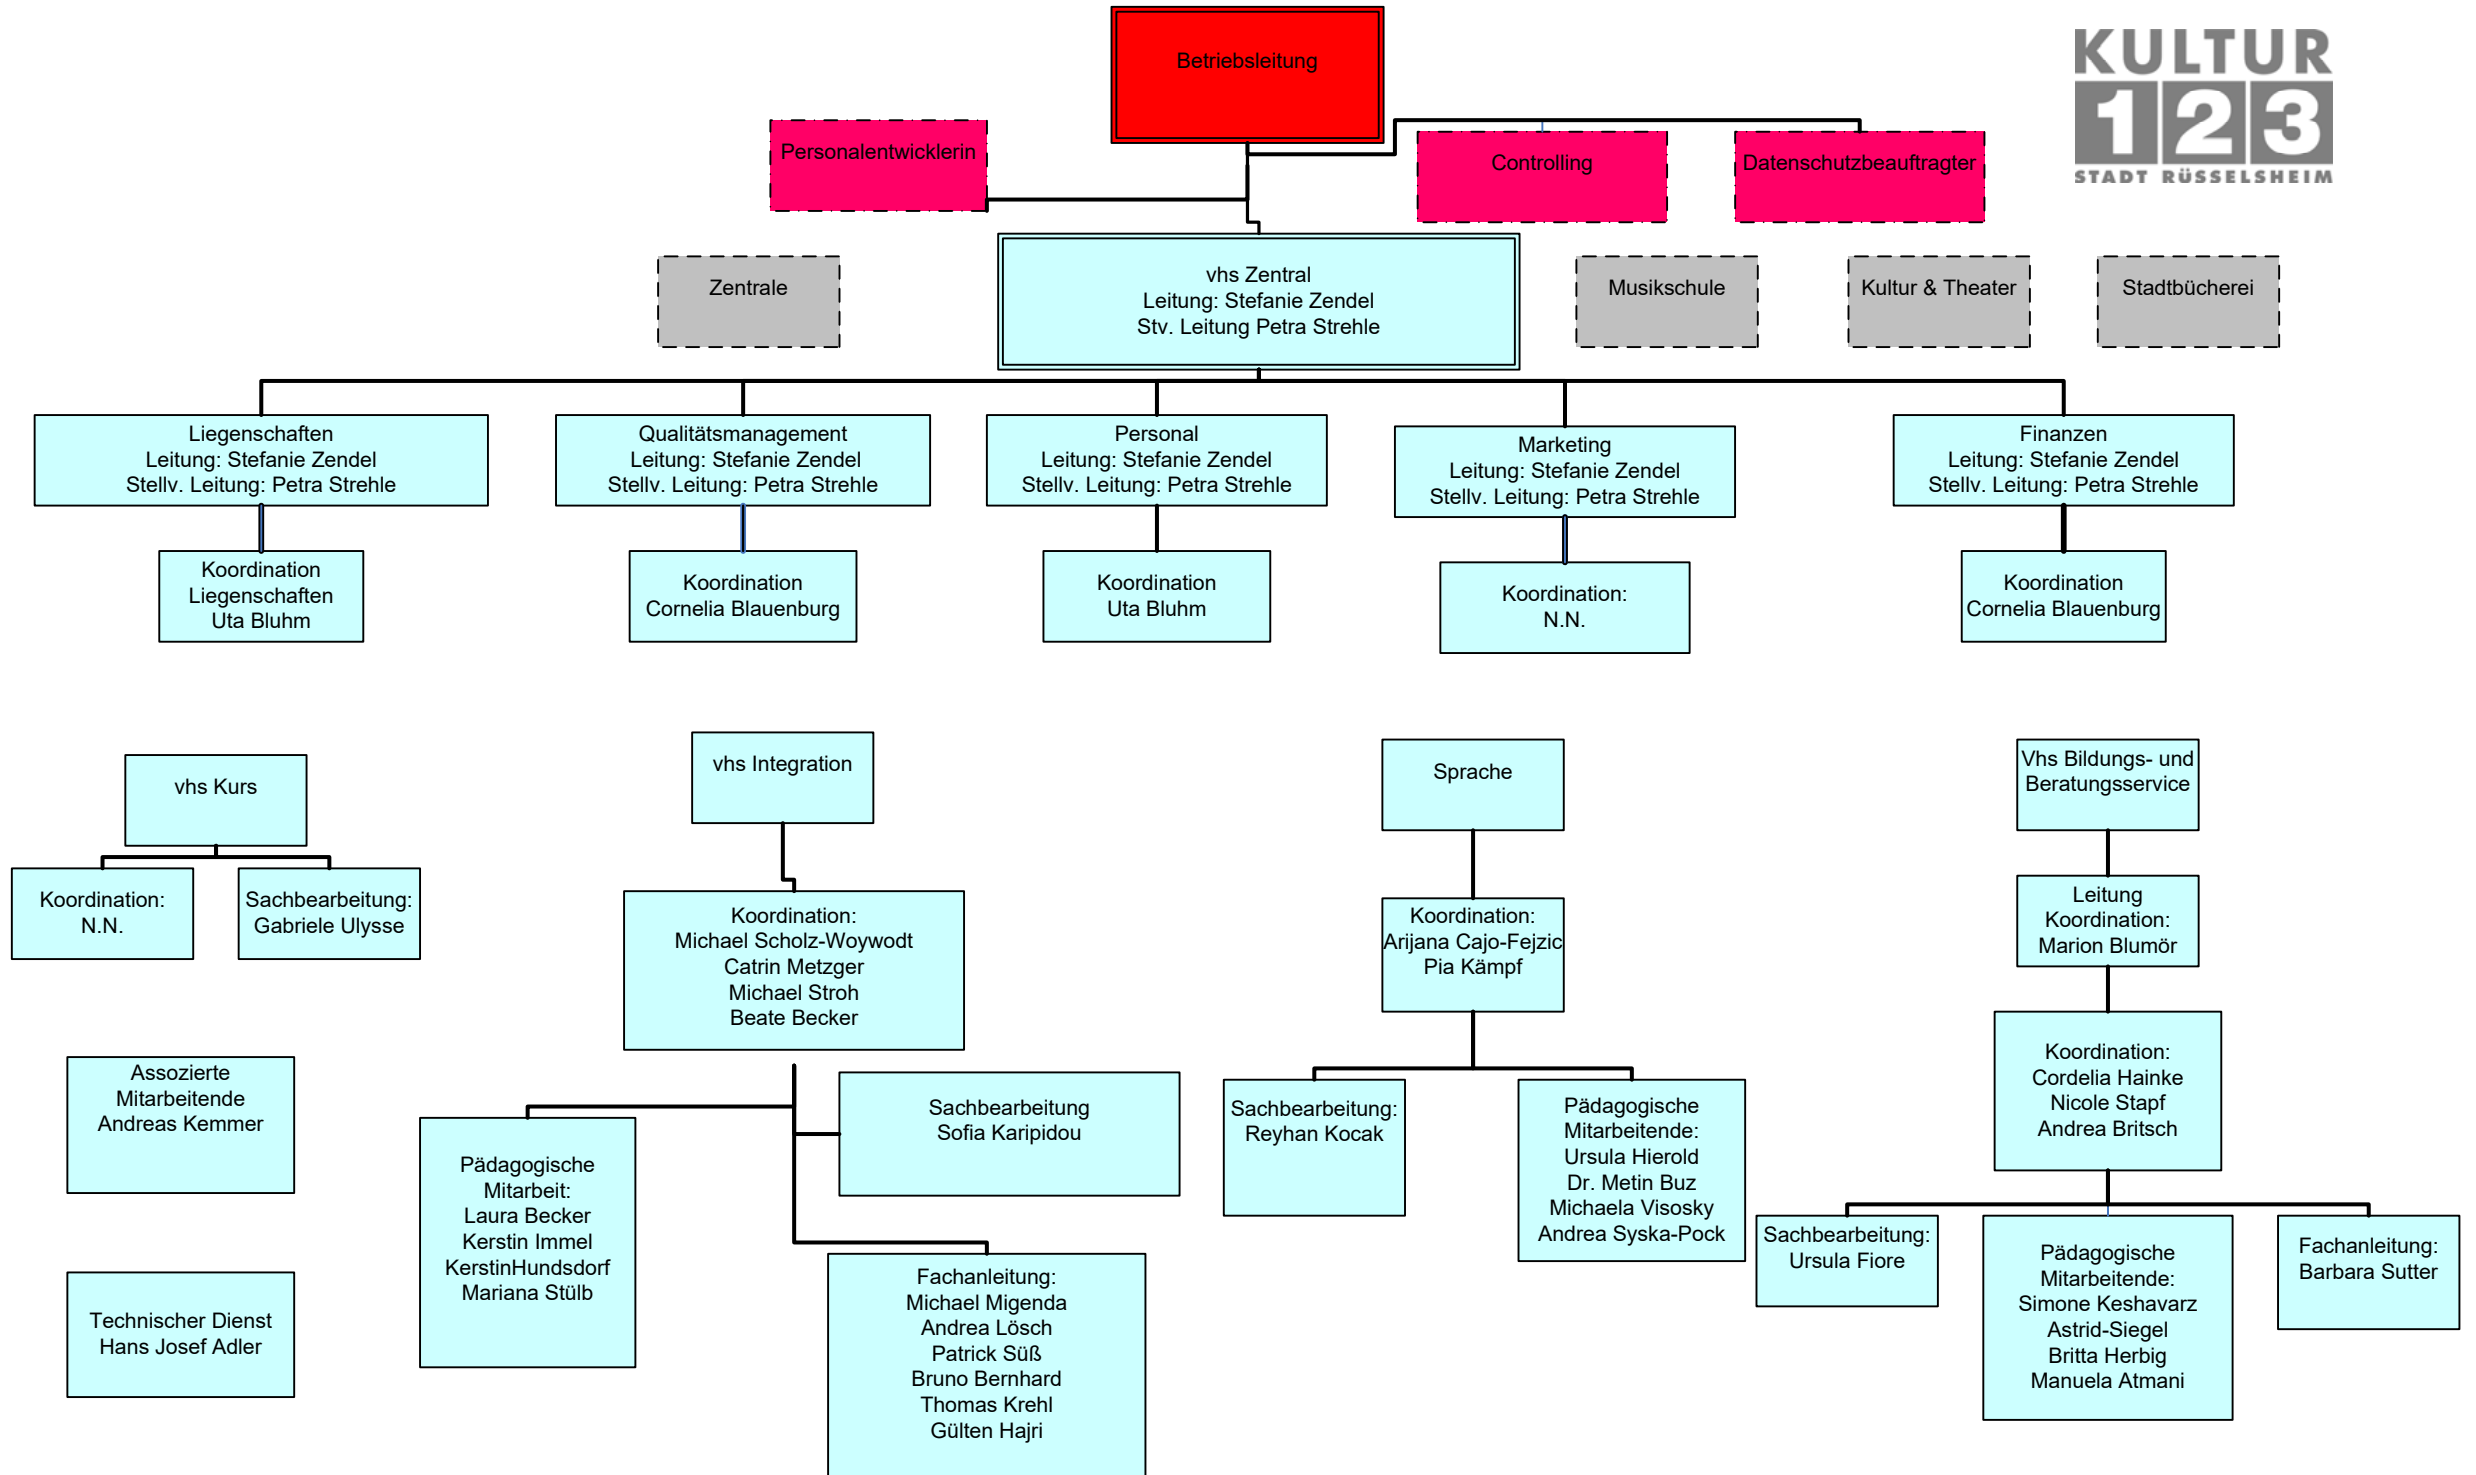 Betriebsleitung
KULTUR
123
STADT RÜSSELSHEIM
Personalentwicklerin
Controlling
Datenschutzbeauftragter
Zentrale
vhs Zentral
Leitung: Stefanie Zendel
Stv. Leitung Petra Strehle
Musikschule
Kultur & Theater
Stadtbücherei
Liegenschaften
Leitung: Stefanie Zendel
Stellv. Leitung: Petra Strehle
Qualitätsmanagement
Leitung: Stefanie Zendel
Stellv. Leitung: Petra Strehle
Personal
Leitung: Stefanie Zendel
Stellv. Leitung: Petra Strehle
Marketing
Leitung: Stefanie Zendel
Stellv. Leitung: Petra Strehle
Finanzen
Leitung: Stefanie Zendel
Stellv. Leitung: Petra Strehle
Koordination
Liegenschaften
Uta Bluhm
Koordination
Cornelia Blauenburg
Koordination
Uta Bluhm
Koordination:
N.N.
Koordination
Cornelia Blauenburg
vhs Kurs
Koordination:
N.N.
Sachbearbeitung:
Gabriele Ulysse
Assozierte
Mitarbeitende
Andreas Kemmer
Technischer Dienst
Hans Josef Adler
vhs Integration
Koordination:
Michael Scholz-Woywodt
Catrin Metzger
Michael Stroh
Beate Becker
Sachbearbeitung
Sofia Karipidou
Pädagogische
Mitarbeit:
Laura Becker
Kerstin Immel
KerstinHundsdorf
Mariana Stülb
Fachanleitung:
Michael Migenda
Andrea Lösch
Patrick Süß
Bruno Bernhard
Thomas Krehl
Gülten Hajri
Sprache
Koordination:
Arijana Cajo-Fejzic
Pia Kämpf
Sachbearbeitung:
Reyhan Kocak
Pädagogische
Mitarbeitende:
Ursula Hierold
Dr. Metin Buz
Michaela Visosky
Andrea Syska-Pock
Vhs Bildungs- und
Beratungsservice
Leitung
Koordination:
Marion Blumör
Koordination:
Cordelia Hainke
Nicole Stapf
Andrea Britsch
Sachbearbeitung:
Ursula Fiore
Pädagogische
Mitarbeitende:
Simone Keshavarz
Astrid-Siegel
Britta Herbig
Manuela Atmani
Fachanleitung:
Barbara Sutter